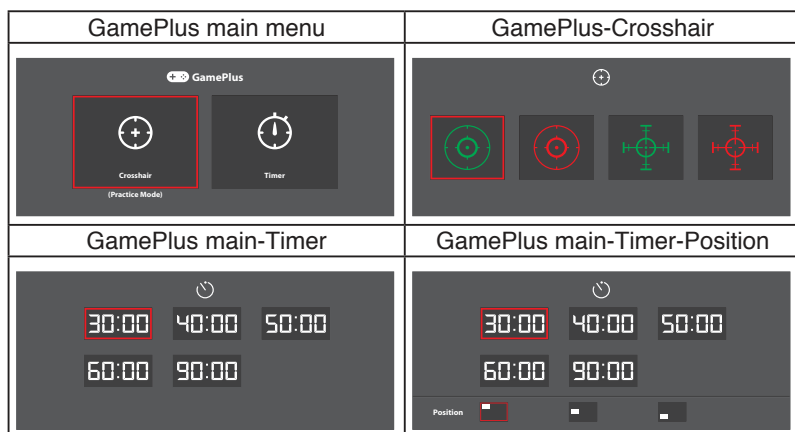 GamePlus main menu
GamePlus-Crosshair
GamePlus
Crosshair
Timer
(Practice Mode)
GamePlus main-Timer
GamePlus main-Timer-Position
30:00 40:00 50:00
60:00 90:00
30:00 40:00 50:00
60:00 90:00
Position